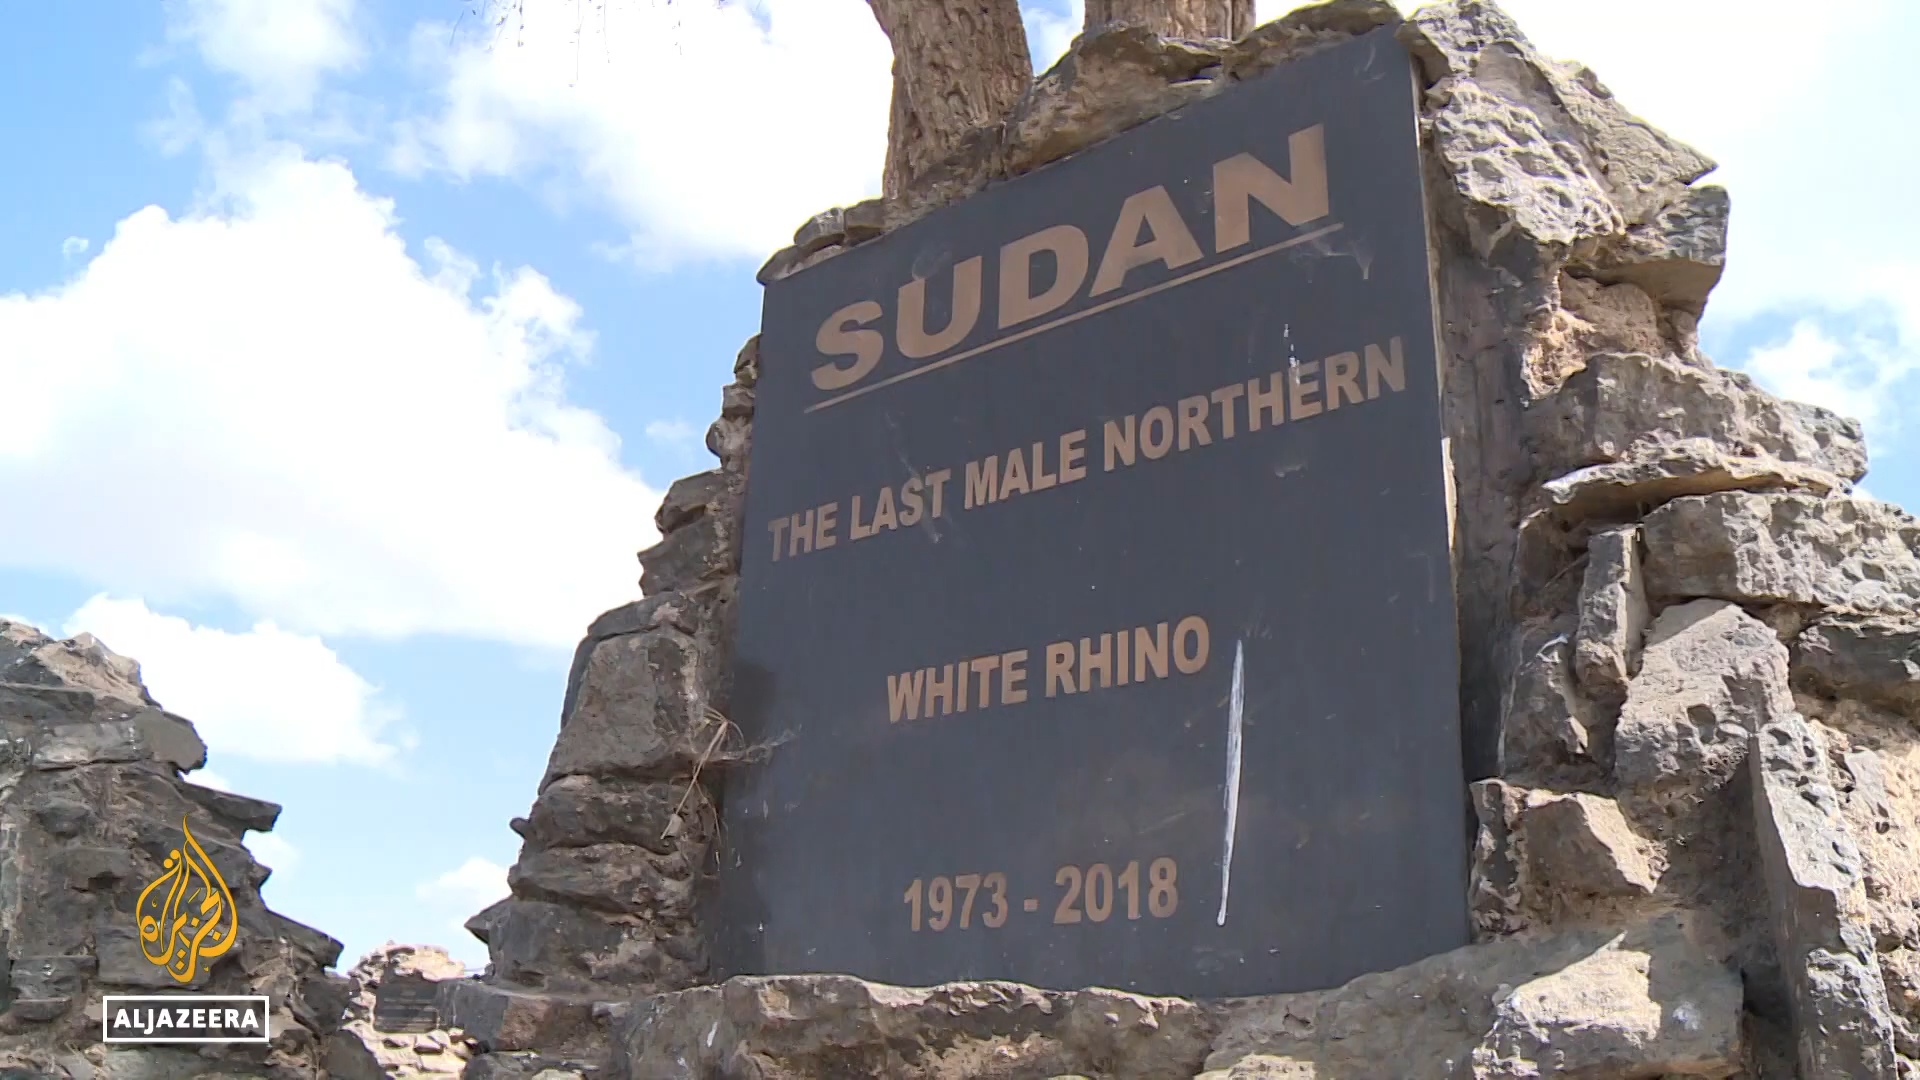 SUDAN
THE LAST MALE NORTHERN
WHITE RHINO
1973 - 2018
الجزيرة
ALJAZEERA